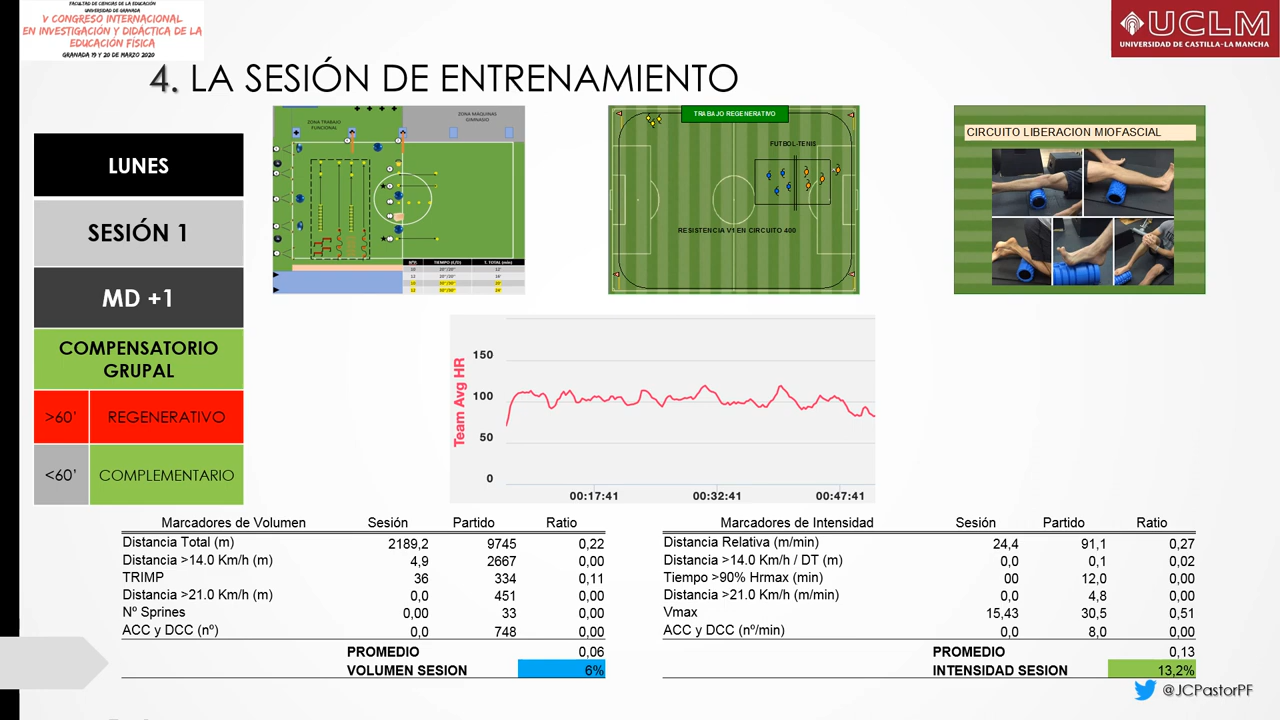 FACULTAD DE CIENCIAS DE LA EDUCACIÓN
UNIVERSIDAD DE GRANADA
V CONGRESO INTERNACIONAL
EN INVESTIGACIÓN Y DIDÁCTICA DE LA
EDUCACIÓN FÍSICA
GRANADA 19 Y 20 DE MARZO 2020
UCLM
UNIVERSIDAD DE CASTILLA-LA MANCHA
4. LA SESIÓN DE ENTRENAMIENTO
LUNES
SESIÓN 1
MD +1
COMPENSATORIO
GRUPAL
>60' REGENERATIVO
<60' COMPLEMENTARIO
ZONA TRABAJO
FUNCIONAL
ZONA MAQUINAS
GIMNASIO
TIEMPO (E/D) T. TOTAL (min)
TRABAJO REGENERATIVO
FUTBOL-TENIS
RESISTENCIA V1 EN CIRCUITO 400
CIRCUITO LIBERACION MIOFASCIAL
Team Avg HR
150
100
50
0
00:17:41 00:32:41 00:47:41
Marcadores de Volumen Sesión Partido Ratio
Distancia Total (m) 2189,2 9745 0,22
Distancia >14.0 Km/h (m) 4,9 2667 0,00
TRIMP 36 334 0,11
Distancia >21.0 Km/h (m) 0,0 451 0,00
Nº Sprines 0,00 33 0,00
ACC y DCC (nº) 0,0 748 0,00
PROMEDIO 0,06
VOLUMEN SESION 6%
Marcadores de Intensidad Sesión Partido Ratio
Distancia Relativa (m/min) 24,4 91,1 0,27
Distancia >14.0 Km/h / DT (m) 0,0 0,1 0,02
Tiempo >90% Hrmax (min) 00 12,0 0,00
Distancia >21.0 Km/h (m/min) 0,0 4,8 0,00
Vmax 15,43 30,5 0,51
ACC y DCC (nº/min) 0,0 8,0 0,00
PROMEDIO 0,13
INTENSIDAD SESION 13,2%
@JCPastorPF